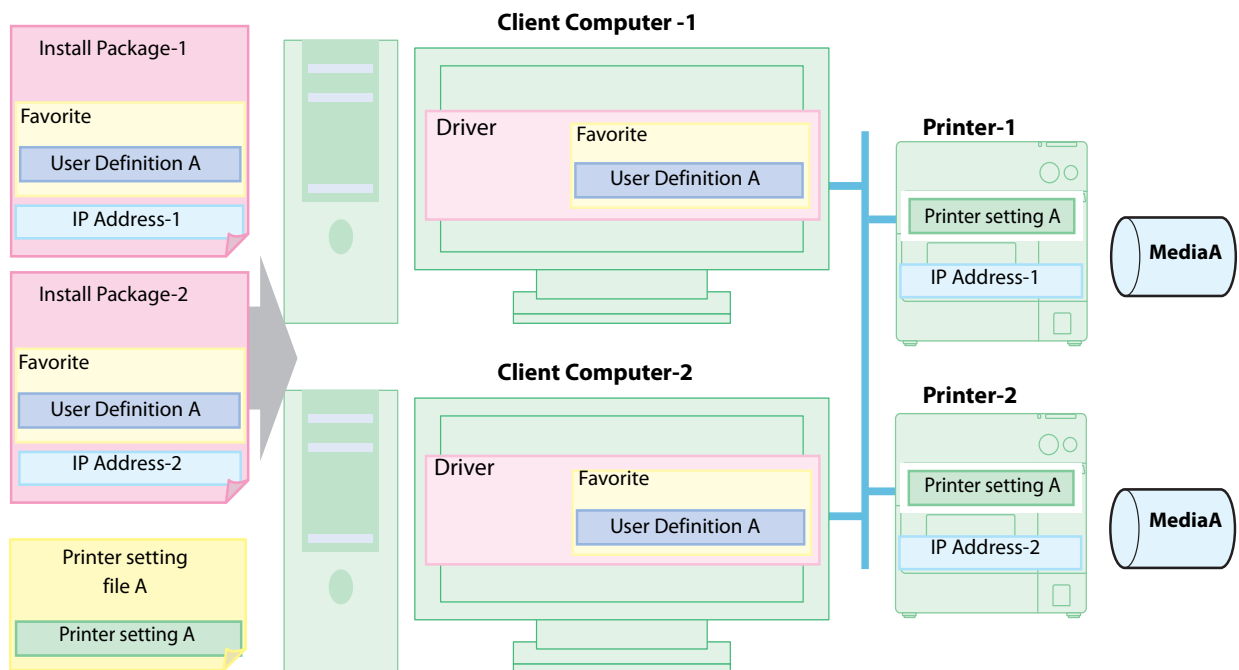 Install Package-1
Favorite
User Definition A
IP Address-1
Install Package-2
Favorite
User Definition A
IP Address-2
Printer setting
file A
Printer setting A
Client Computer -1
Driver
Favorite
User Definition A
Client Computer-2
Driver
Favorite
User Definition A
Printer-1
Printer setting A
IP Address-1
MediaA
Printer-2
Printer setting A
IP Address-2
MediaA